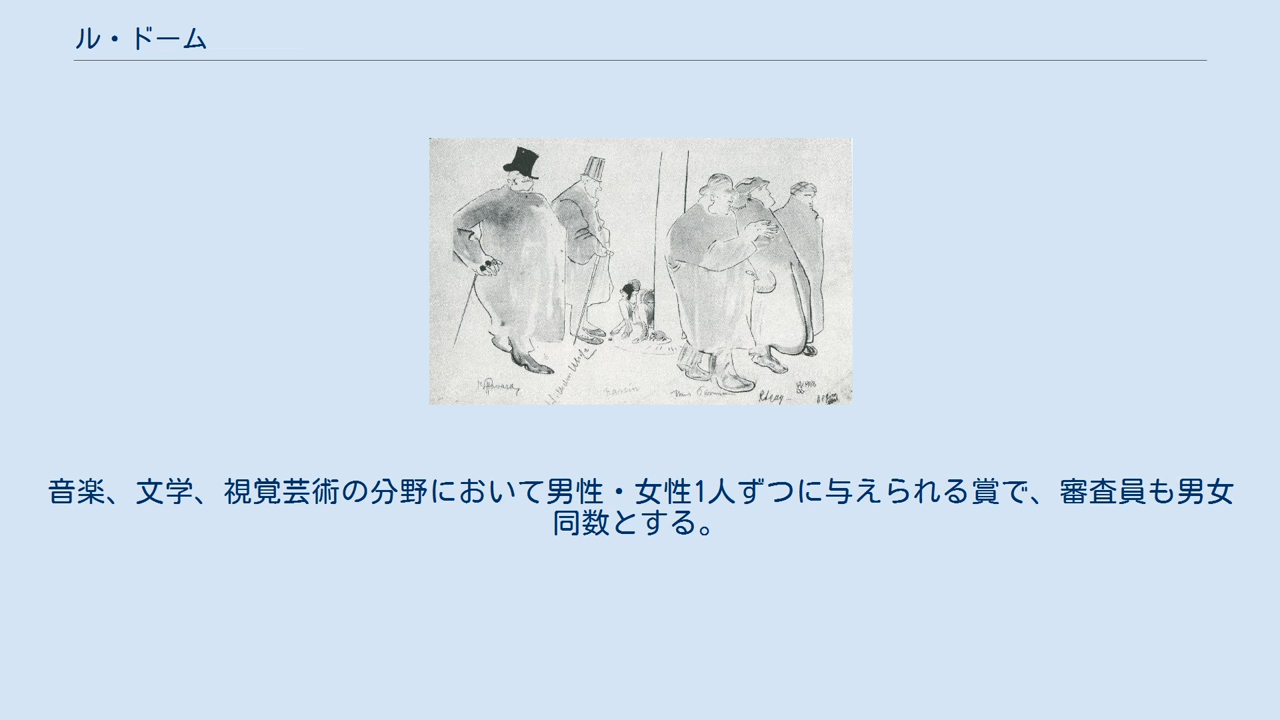 ル・ドーム
音楽、文学、視覚芸術の分野において男性・女性1人ずつに与えられる賞で、審査員も男女
同数とする。